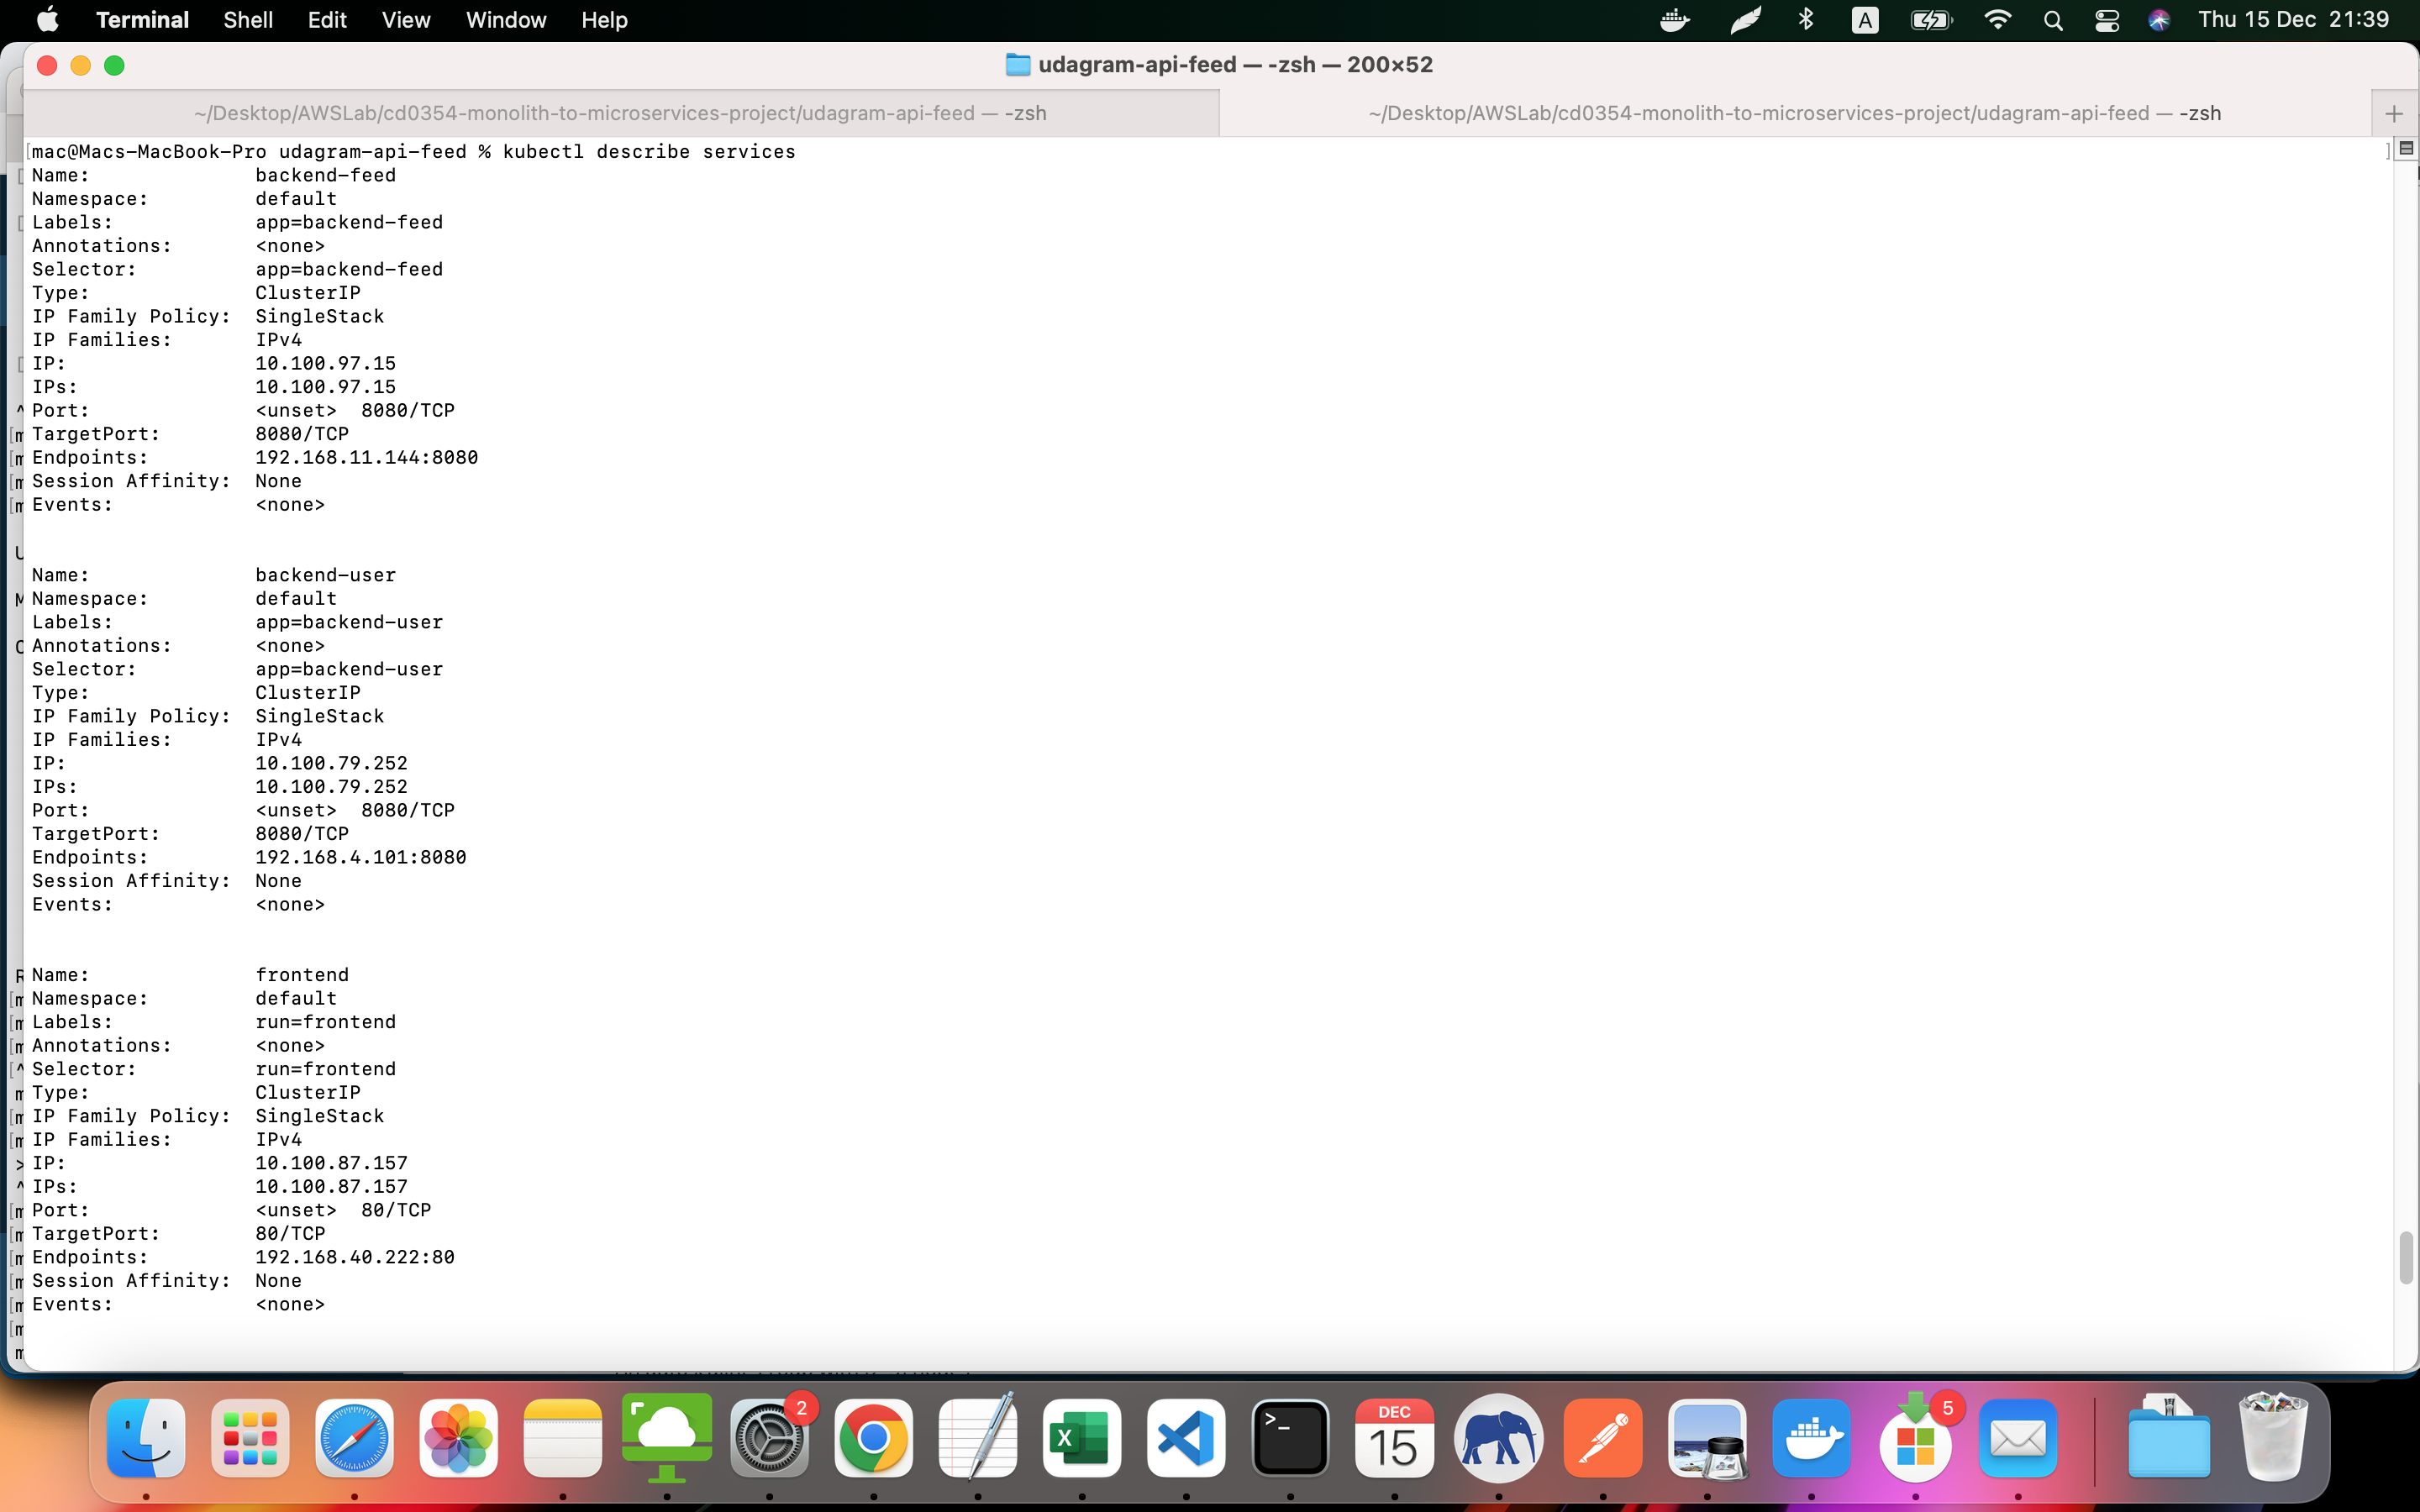 Terminal Shell Edit View Window Help A Thu 15 Dec 21:39
udagram-api-feed — -zsh — 200×52
~/Desktop/AWSLab/cd0354-monolith-to-microservices-project/udagram-api-feed — -zsh ~/Desktop/AWSLab/cd0354-monolith-to-microservices-project/udagram-api-feed — -zsh +
[mac@Macs-MacBook-Pro udagram-api-feed % kubectl describe services ]
Name: backend-feed
Namespace: default
Labels: app=backend-feed
Annotations: <none>
Selector: app=backend-feed
Type: ClusterIP
IP Family Policy: SingleStack
IP Families: IPv4
IP: 10.100.97.15
IPs: 10.100.97.15
Port: <unset> 8080/TCP
TargetPort: 8080/TCP
Endpoints: 192.168.11.144:8080
Session Affinity: None
Events: <none>
Name: backend-user
Namespace: default
Labels: app=backend-user
Annotations: <none>
Selector: app=backend-user
Type: ClusterIP
IP Family Policy: SingleStack
IP Families: IPv4
IP: 10.100.79.252
IPs: 10.100.79.252
Port: <unset> 8080/TCP
TargetPort: 8080/TCP
Endpoints: 192.168.4.101:8080
Session Affinity: None
Events: <none>
Name: frontend
Namespace: default
Labels: run=frontend
Annotations: <none>
Selector: run=frontend
Type: ClusterIP
IP Family Policy: SingleStack
IP Families: IPv4
IP: 10.100.87.157
IPs: 10.100.87.157
Port: <unset> 80/TCP
TargetPort: 80/TCP
Endpoints: 192.168.40.222:80
Session Affinity: None
Events: <none>
2
X
>_
DEC
15
5